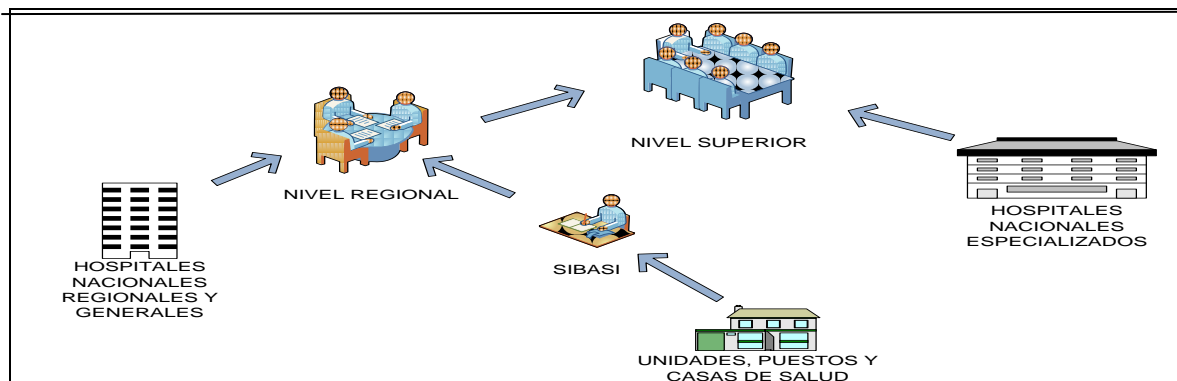 NIVEL SUPERIOR
NIVEL REGIONAL
HOSPITALES
NACIONALES
ESPECIALIZADOS
HOSPITALES
NACIONALES
REGIONALES Y
GENERALES
SIBASI
UNIDADES, PUESTOS Y
CASAS DE SALUD